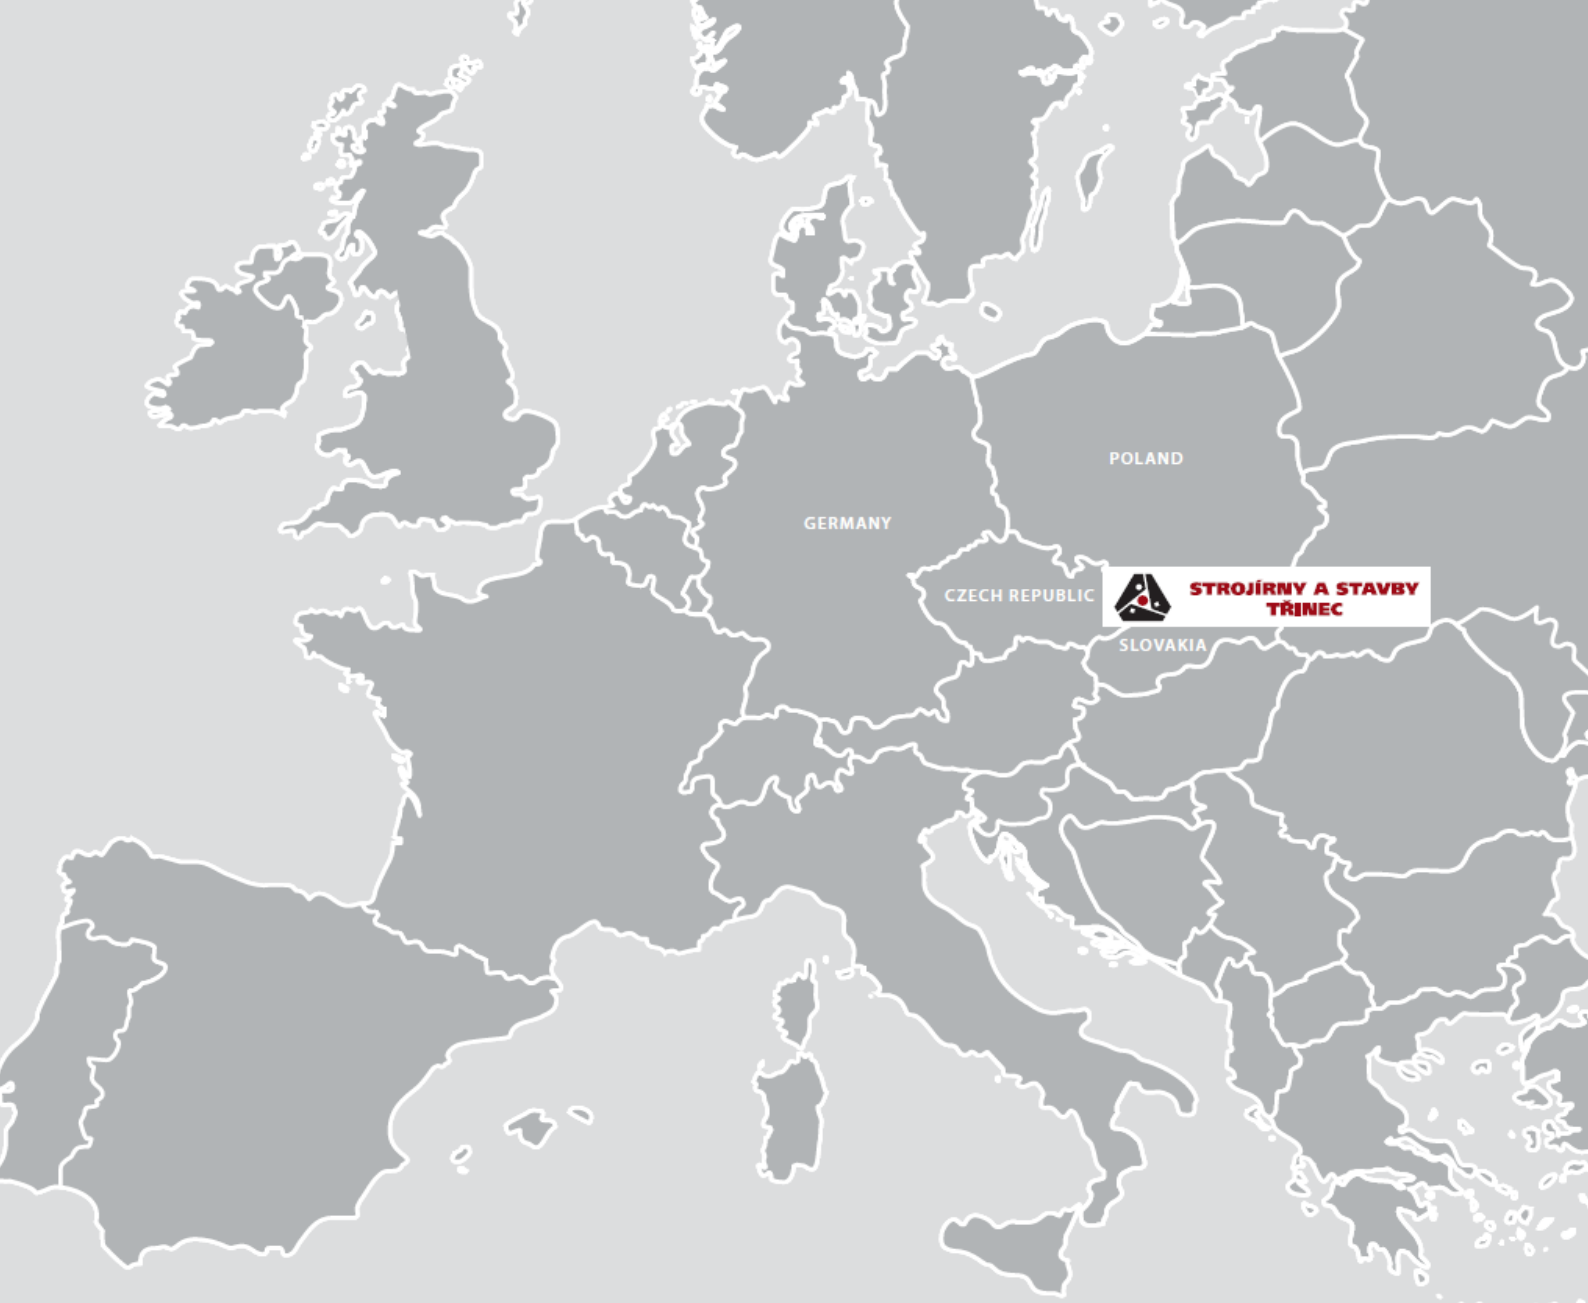 POLAND
GERMANY
CZECH REPUBLIC
STROJÍRNY A STAVBY
TŘINEC
SLOVAKIA